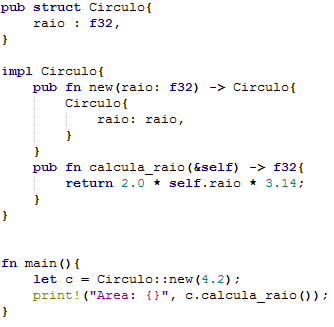 pub struct Circulo{
    raio : f32,
}

impl Circulo{
    pub fn new(raio: f32) -> Circulo{
        Circulo{
            raio: raio,
        }
    }
    pub fn calcula_raio(&self) -> f32{
        return 2.0 * self.raio * 3.14;
    }
}


fn main(){
    let c = Circulo::new(4.2);
    print!("Area: {}", c.calcula_raio());
}